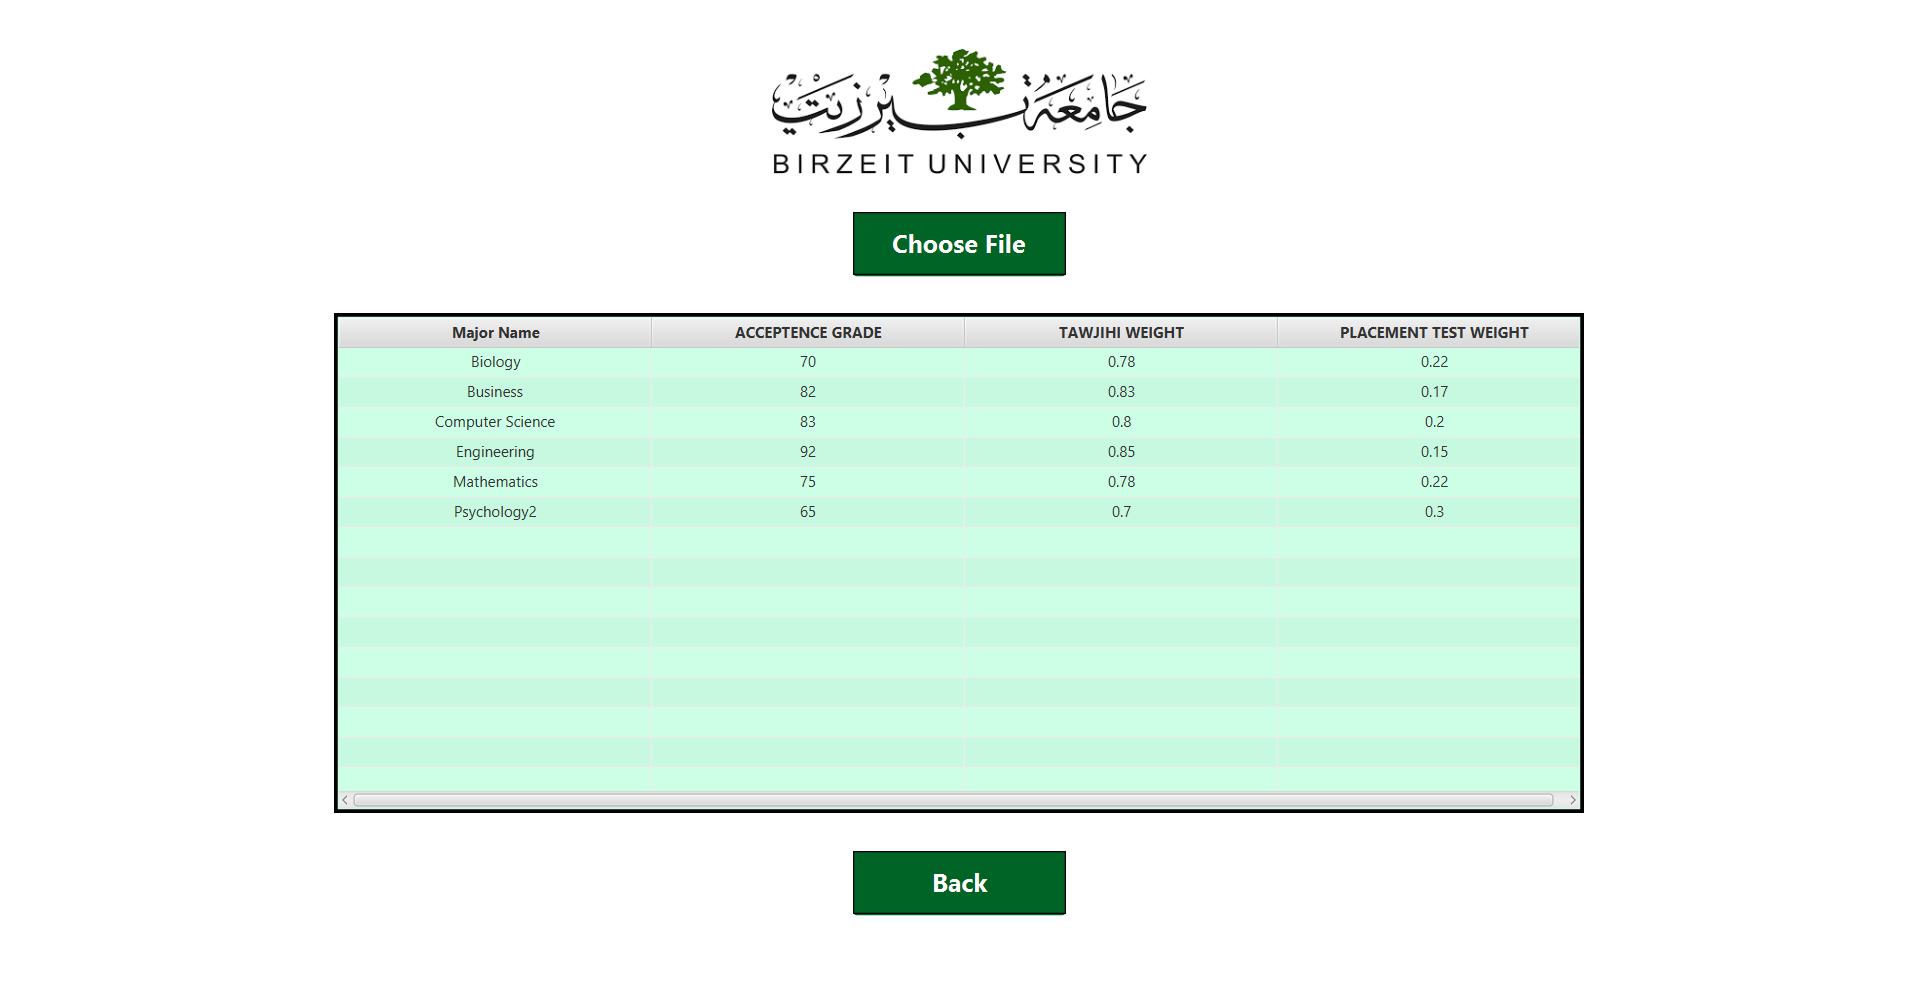 جامعة بيرزيت
BIRZEIT UNIVERSITY
Choose File
Major Name ACCEPTENCE GRADE TAWJIHI WEIGHT PLACEMENT TEST WEIGHT
Biology 70 0.78 0.22
Business 82 0.83 0.17
Computer Science 83 0.8 0.2
Engineering 92 0.85 0.15
Mathematics 75 0.78 0.22
Psychology2 65 0.7 0.3
Back